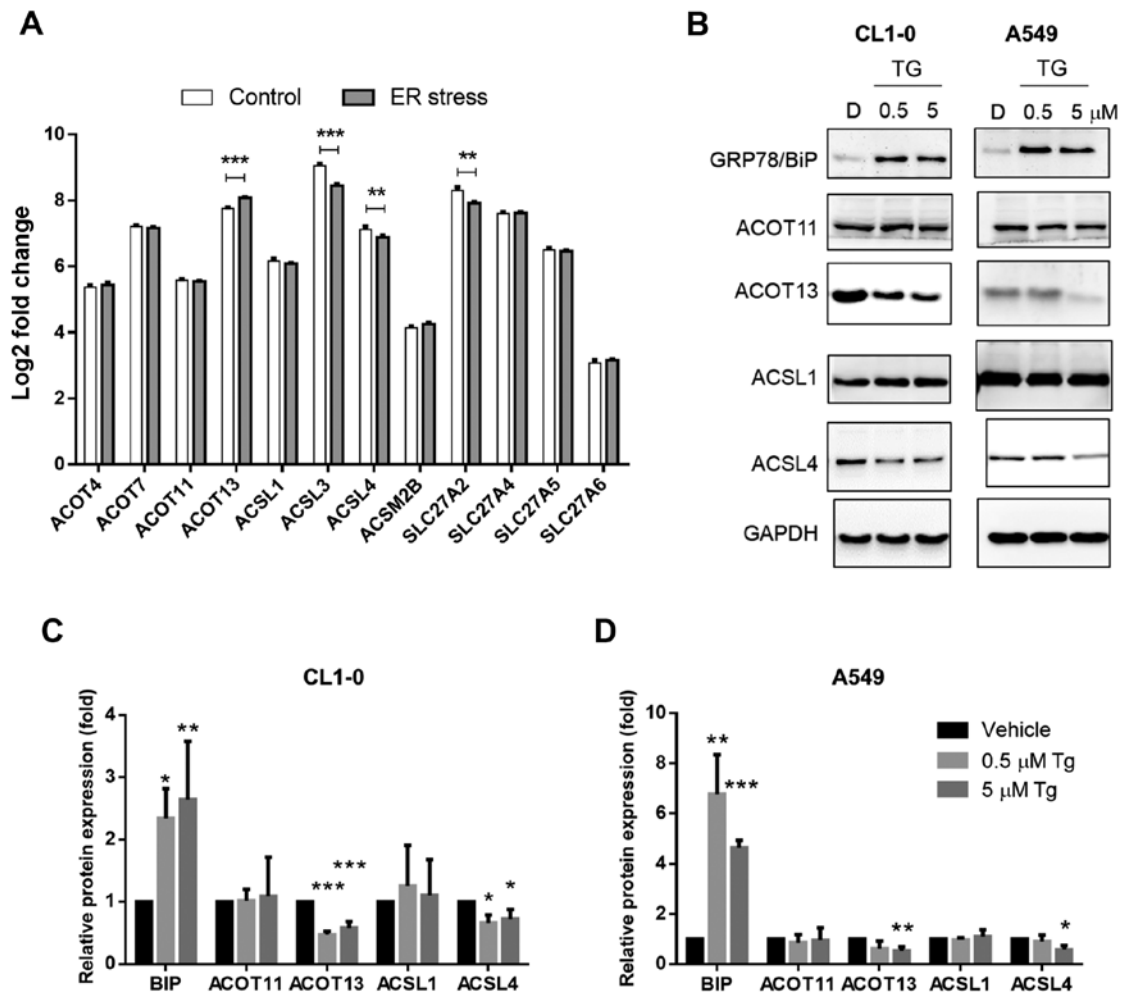 A
Control
ER stress
Log2 fold change
10
8
6
4
2
0
***
***
**
**
ACOT4
ACOT7
ACOT11
ACOT13
ACSL1
ACSL3
ACSL4
ACSM2B
SLC27A2
SLC27A4
SLC27A5
SLC27A6
B
CL1-0 A549
TG TG
D 0.5 5 D 0.5 5 μM
GRP78/BiP
ACOT11
ACOT13
ACSL1
ACSL4
GAPDH
C
CL1-0
Relative protein expression (fold)
4
3
2
1
0
* **
*** ***
* *
BIP ACOT11 ACOT13 ACSL1 ACSL4
D
A549
Relative protein expression (fold)
10
8
6
4
2
0
** ***
**
*
Vehicle
0.5 μM Tg
5 μM Tg
BIP ACOT11 ACOT13 ACSL1 ACSL4